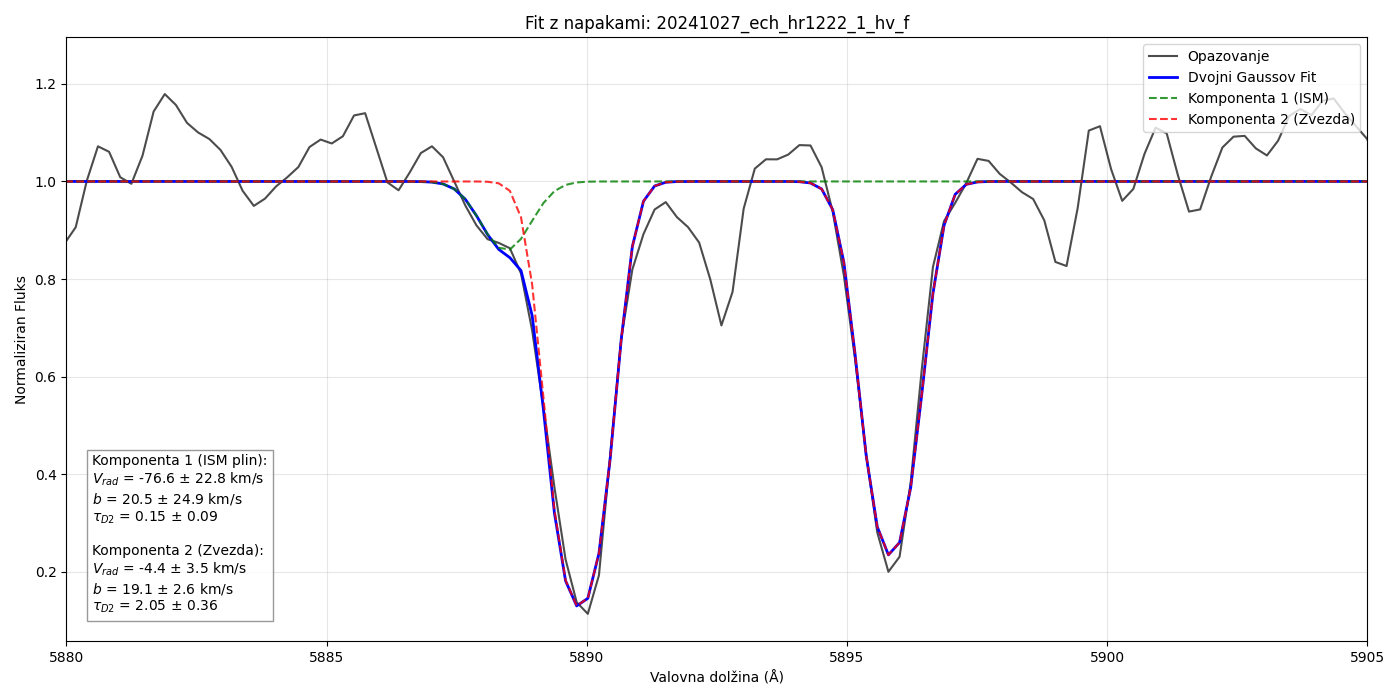 Fit z napakami: 20241027_ech_hr1222_1_hv_f
Normaliziran Fluks
1.2
1.0
0.8
0.6
0.4
0.2
Opazovanje
Dvojni Gaussov Fit
Komponenta 1 (ISM)
Komponenta 2 (Zvezda)
Komponenta 1 (ISM plin):
V_rad = -76.6 ± 22.8 km/s
b = 20.5 ± 24.9 km/s
τ_D2 = 0.15 ± 0.09
Komponenta 2 (Zvezda):
V_rad = -4.4 ± 3.5 km/s
b = 19.1 ± 2.6 km/s
τ_D2 = 2.05 ± 0.36
5880 5885 5890 5895 5900 5905
Valovna dolžina (Å)